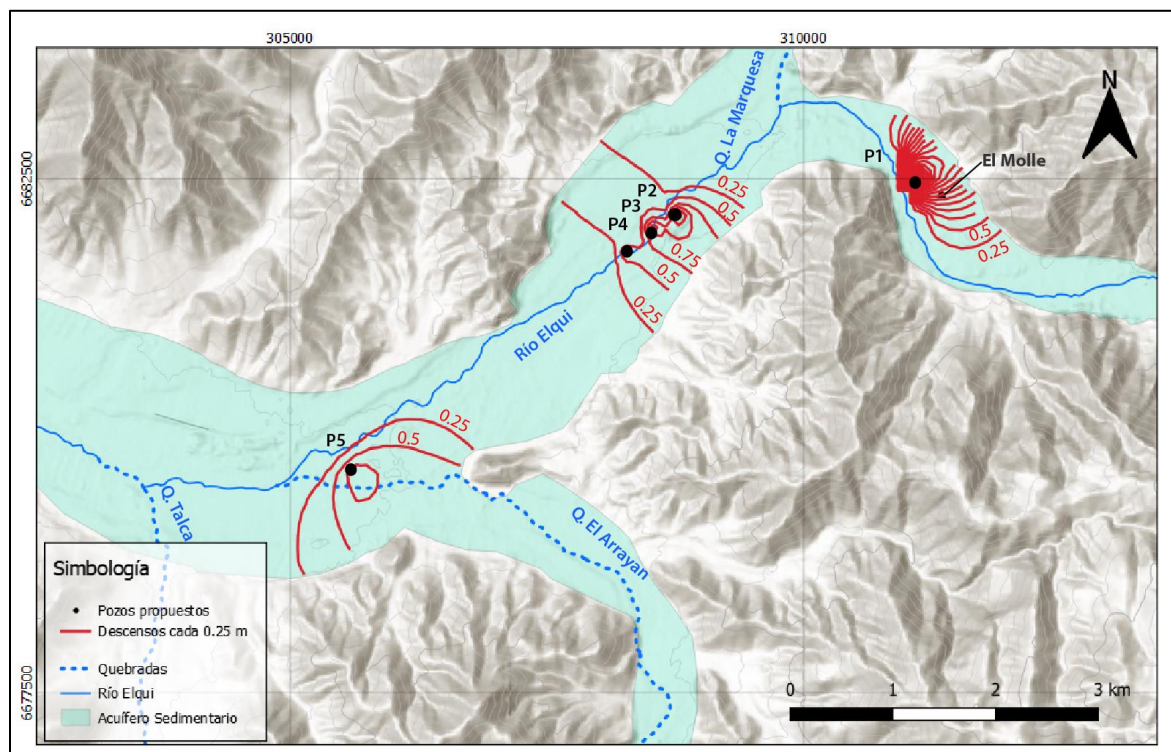 305000
310000
6682500
6677500
N
Q. La Marquesa
P1
El Molle
P2
P3
P4
0.25
0.5
0.75
0.5
0.25
0.5
0.25
Rio Elqui
P5
0.25
0.5
Q. Talca
Q. El Arrayan
Simbología
Pozos propuestos
Descensos cada 0.25 m
Quebradas
Río Elqui
Acuífero Sedimentario
0 1 2 3 km